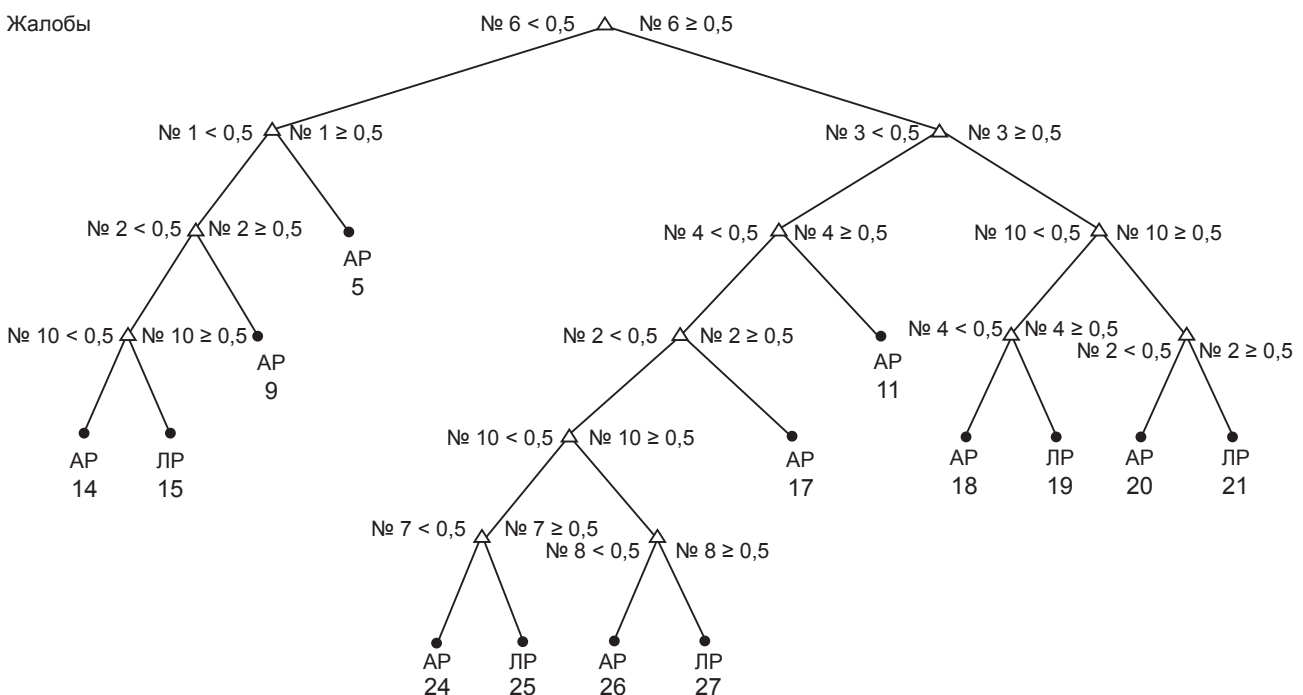 Жалобы
№ 6 < 0,5 № 6 ≥ 0,5
№ 1 < 0,5 № 1 ≥ 0,5 № 3 < 0,5 № 3 ≥ 0,5
№ 2 < 0,5 № 2 ≥ 0,5 № 4 < 0,5 № 4 ≥ 0,5 № 10 < 0,5 № 10 ≥ 0,5
АР
5
№ 10 < 0,5 № 10 ≥ 0,5 № 2 < 0,5 № 2 ≥ 0,5 № 4 < 0,5 № 4 ≥ 0,5 № 2 < 0,5 № 2 ≥ 0,5
АР АР
9 11
№ 10 < 0,5 № 10 ≥ 0,5
АР ЛР АР АР ЛР АР ЛР
14 15 17 18 19 20 21
№ 7 < 0,5 № 7 ≥ 0,5 № 8 < 0,5 № 8 ≥ 0,5
АР ЛР АР ЛР
24 25 26 27